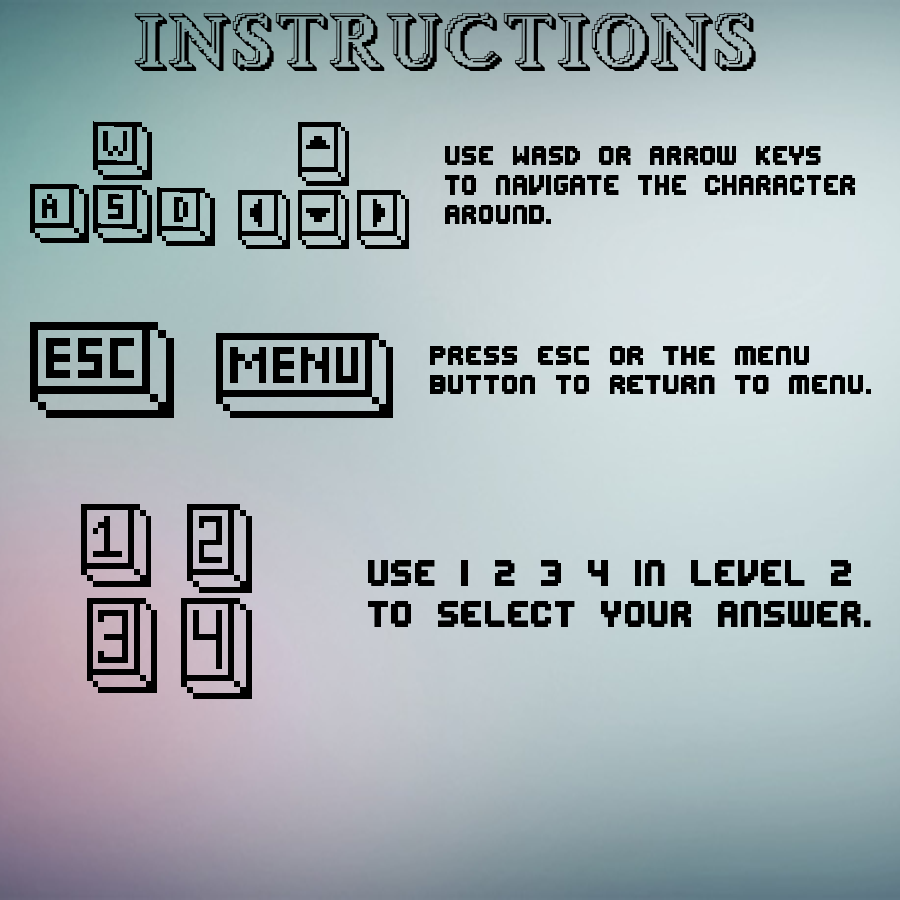 INSTRUCTIONS
W
A S D
USE WASD OR ARROW KEYS
TO NAVIGATE THE CHARACTER
AROUND.
ESC MENU
PRESS ESC OR THE MENU
BUTTON TO RETURN TO MENU.
1 2
3 4
USE 1 2 3 4 IN LEVEL 2
TO SELECT YOUR ANSWER.